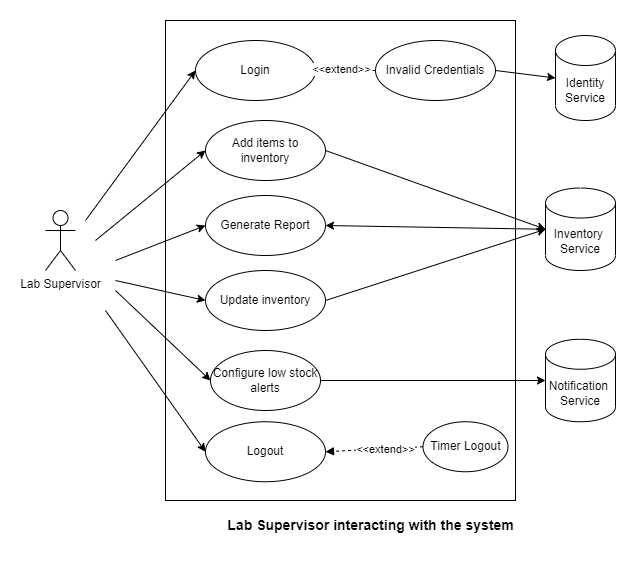 Login
<<extend>>
Invalid Credentials
Identity
Service
Add items to
inventory
Generate Report
Inventory
Service
Lab Supervisor
Update inventory
Configure low stock
alerts
Notification
Service
Logout
<<extend>>
Timer Logout
Lab Supervisor interacting with the system